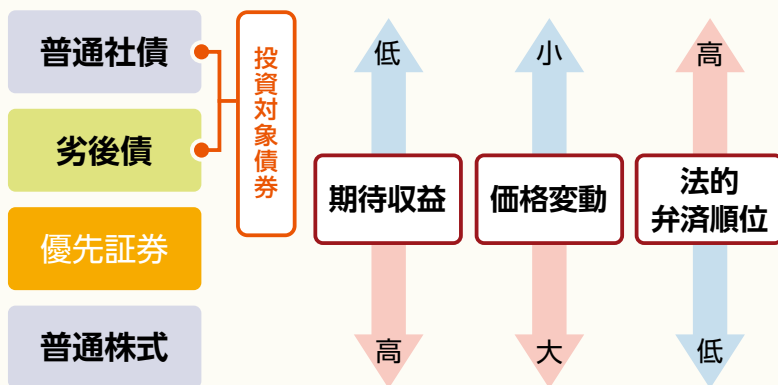 普通社債
劣後債
優先証券
普通株式
投資対象債券
低
期待収益
高
小
価格変動
大
高
法的
弁済順位
低